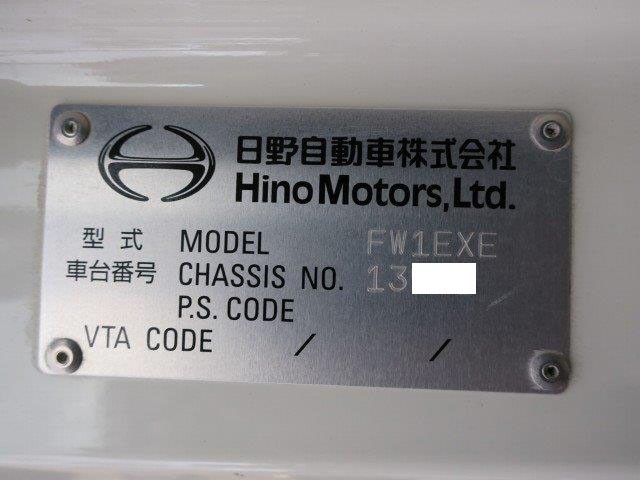 日野自動車株式会社
Hino Motors, Ltd.
型式 MODEL FW1EXE
車台番号 CHASSIS NO. 13
P.S. CODE
VTA CODE / /